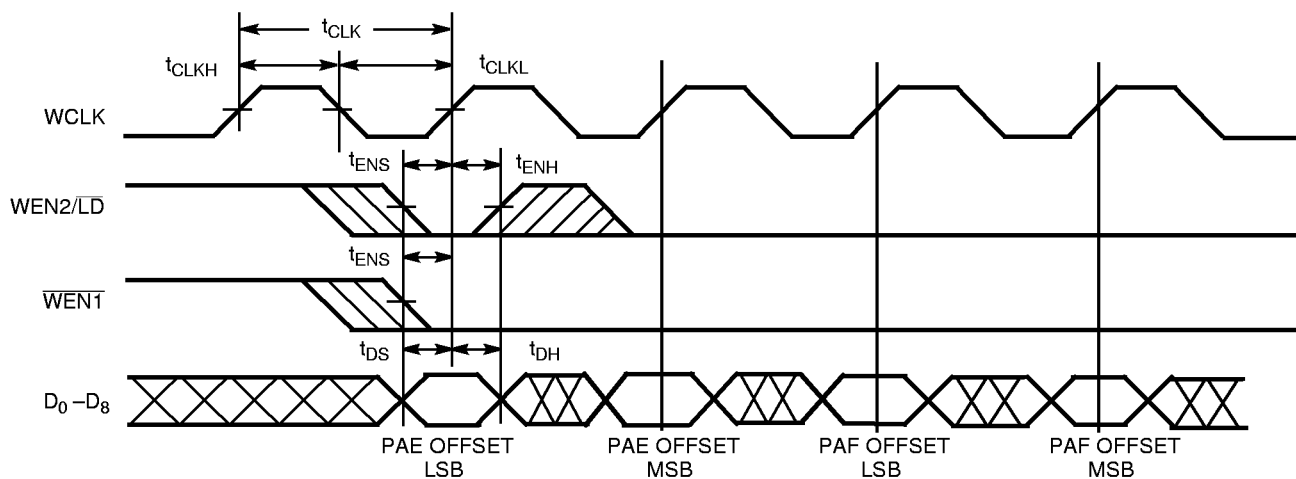 tCLK
tCLKH
tCLKL
WCLK
tENS
tENH
WEN2/LD
tENS
WEN1
tDS
tDH
D0 –D8
PAE OFFSET
LSB
PAE OFFSET
MSB
PAF OFFSET
LSB
PAF OFFSET
MSB